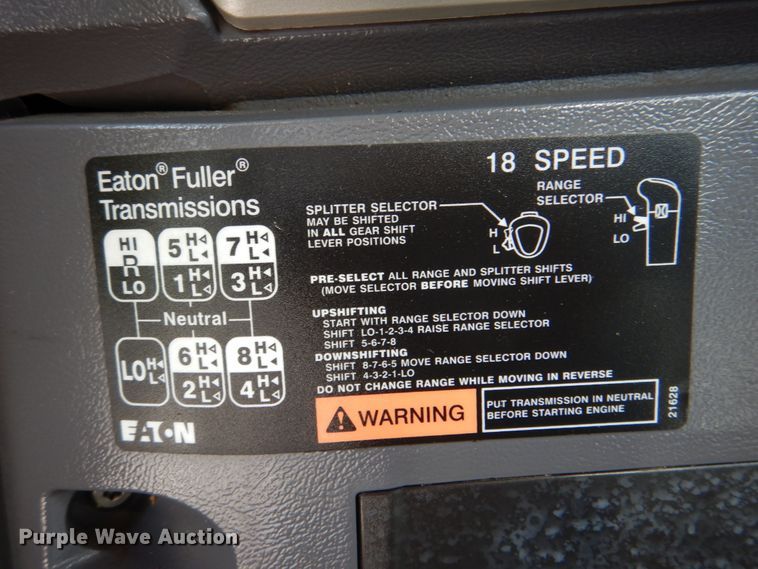 Eaton® Fuller®
Transmissions
18 SPEED
SPLITTER SELECTOR
MAY BE SHIFTED
IN ALL GEAR SHIFT
LEVER POSITIONS
H
L
RANGE
SELECTOR
HI
LO
HI
R
LO
5 H
L
1 H
L
7 H
L
3 H
L
Neutral
LO H
L
6 H
L
2 H
L
8 H
L
4 H
L
PRE-SELECT ALL RANGE AND SPLITTER SHIFTS
(MOVE SELECTOR BEFORE MOVING SHIFT LEVER)
UPSHIFTING
START WITH RANGE SELECTOR DOWN
SHIFT LO-1-2-3-4 RAISE RANGE SELECTOR
SHIFT 5-6-7-8
DOWNSHIFTING
SHIFT 8-7-6-5 MOVE RANGE SELECTOR DOWN
SHIFT 4-3-2-1-LO
DO NOT CHANGE RANGE WHILE MOVING IN REVERSE
WARNING
PUT TRANSMISSION IN NEUTRAL
BEFORE STARTING ENGINE
21628
EATON
Purple Wave Auction